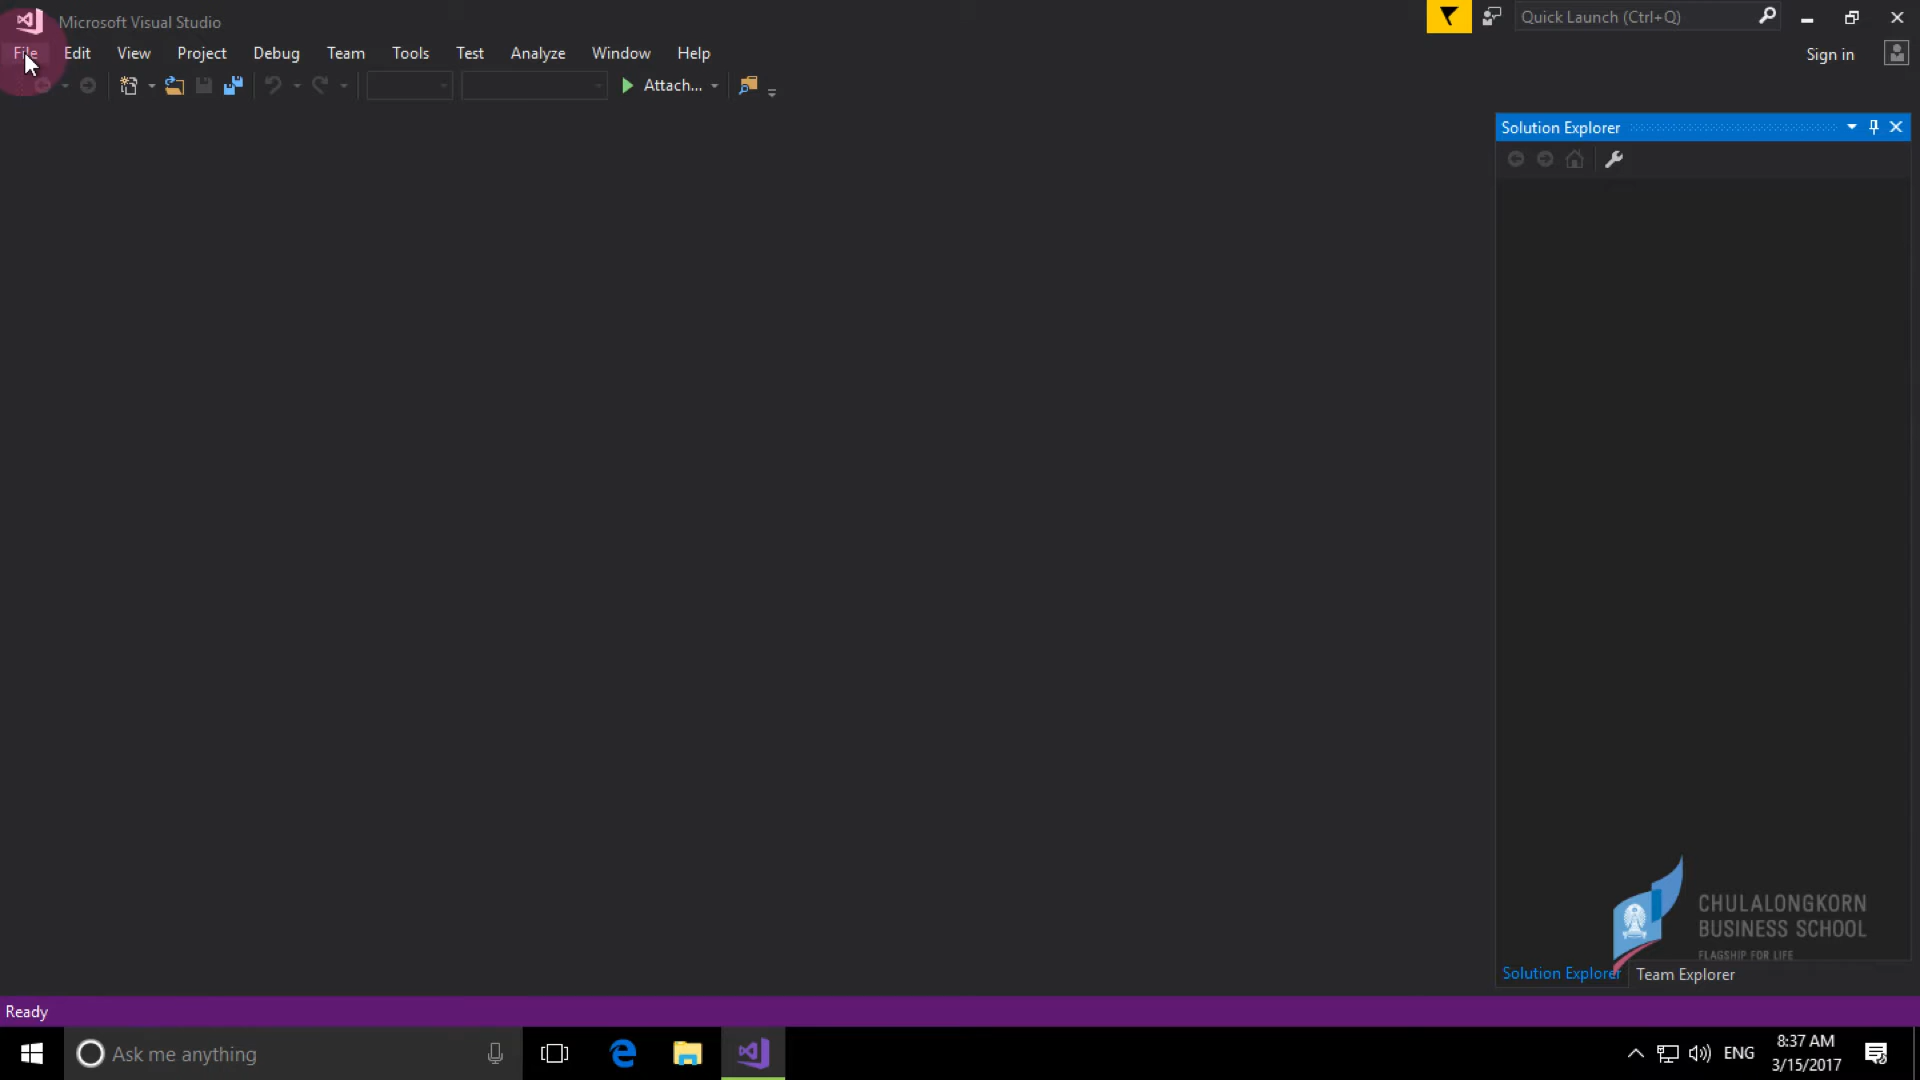 Microsoft Visual Studio
Quick Launch (Ctrl+Q)
File Edit View Project Debug Team Tools Test Analyze Window Help
Sign in
Attach...
Solution Explorer
CHULALONGKORN
BUSINESS SCHOOL
FLAGSHIP FOR LIFE
Solution Explorer Team Explorer
Ready
Ask me anything
ENG
8:37 AM
3/15/2017